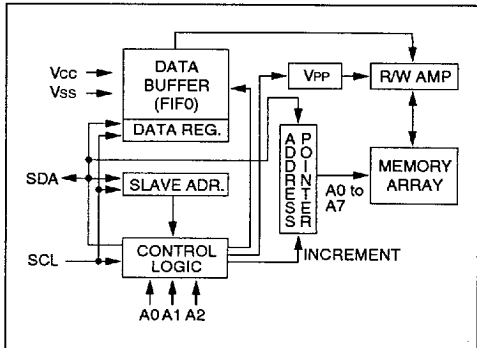 Vcc
Vss
DATA
BUFFER
(FIF0)
DATA REG.
VPP
R/W AMP
ADDRESS
POINTER
MEMORY
ARRAY
A0 to
A7
SDA
SLAVE ADR.
SCL
CONTROL
LOGIC
INCREMENT
A0 A1 A2